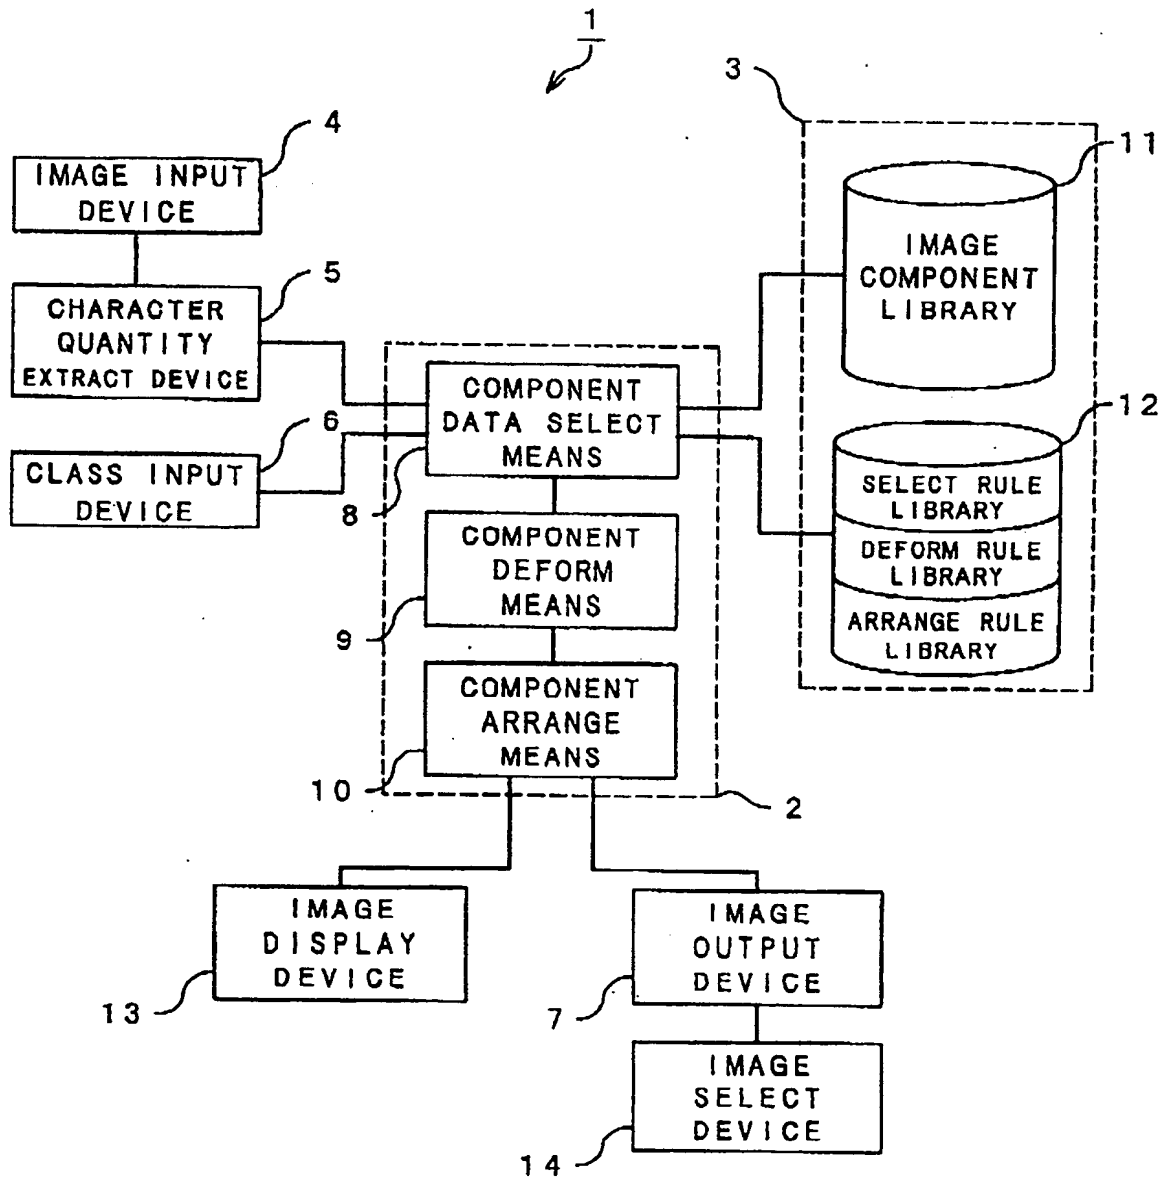 1
3
4
11
IMAGE INPUT
DEVICE
IMAGE
COMPONENT
LIBRARY
5
CHARACTER
QUANTITY
EXTRACT DEVICE
COMPONENT
DATA SELECT
MEANS
8
6
CLASS INPUT
DEVICE
12
SELECT RULE
LIBRARY
DEFORM RULE
LIBRARY
ARRANGE RULE
LIBRARY
COMPONENT
DEFORM
MEANS
9
COMPONENT
ARRANGE
MEANS
10
2
IMAGE
DISPLAY
DEVICE
13
IMAGE
OUTPUT
DEVICE
7
IMAGE
SELECT
DEVICE
14